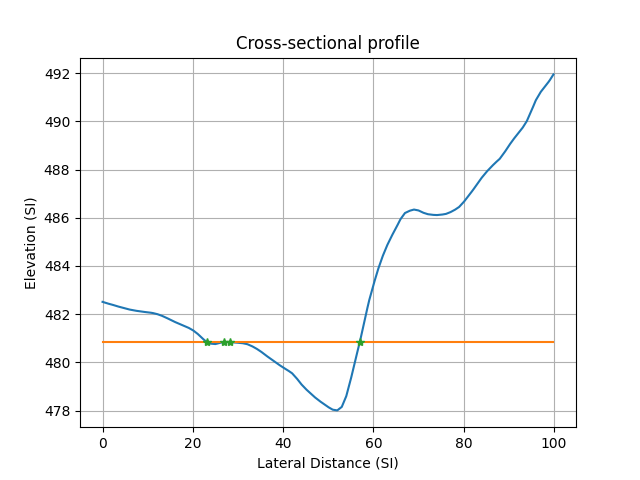 Cross-sectional profile
492
490
488
486
484
482
480
478
Elevation (SI)
0 20 40 60 80 100
Lateral Distance (SI)